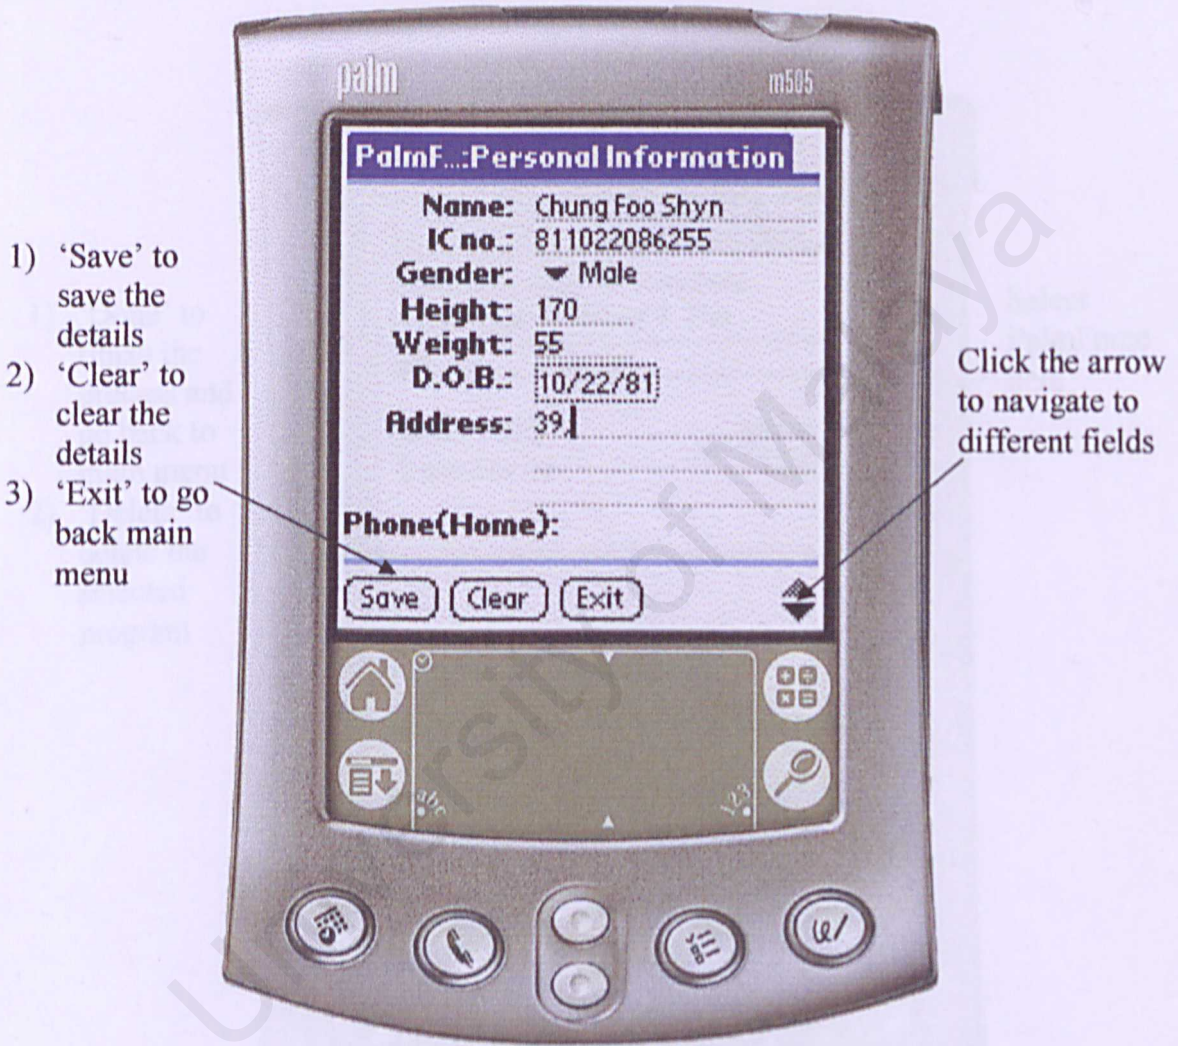 palm
m505
PalmF...:Personal Information
Name: Chung Foo Shyn
IC no.: 811022086255
Gender: Male
Height: 170
Weight: 55
D.O.B.: 10/22/81
Address: 39,
Phone(Home):
Save Clear Exit
abc
123
1) ‘Save’ to
save the
details
2) ‘Clear’ to
clear the
details
3) ‘Exit’ to go
back main
menu
Click the arrow
to navigate to
different fields
University of Malaya